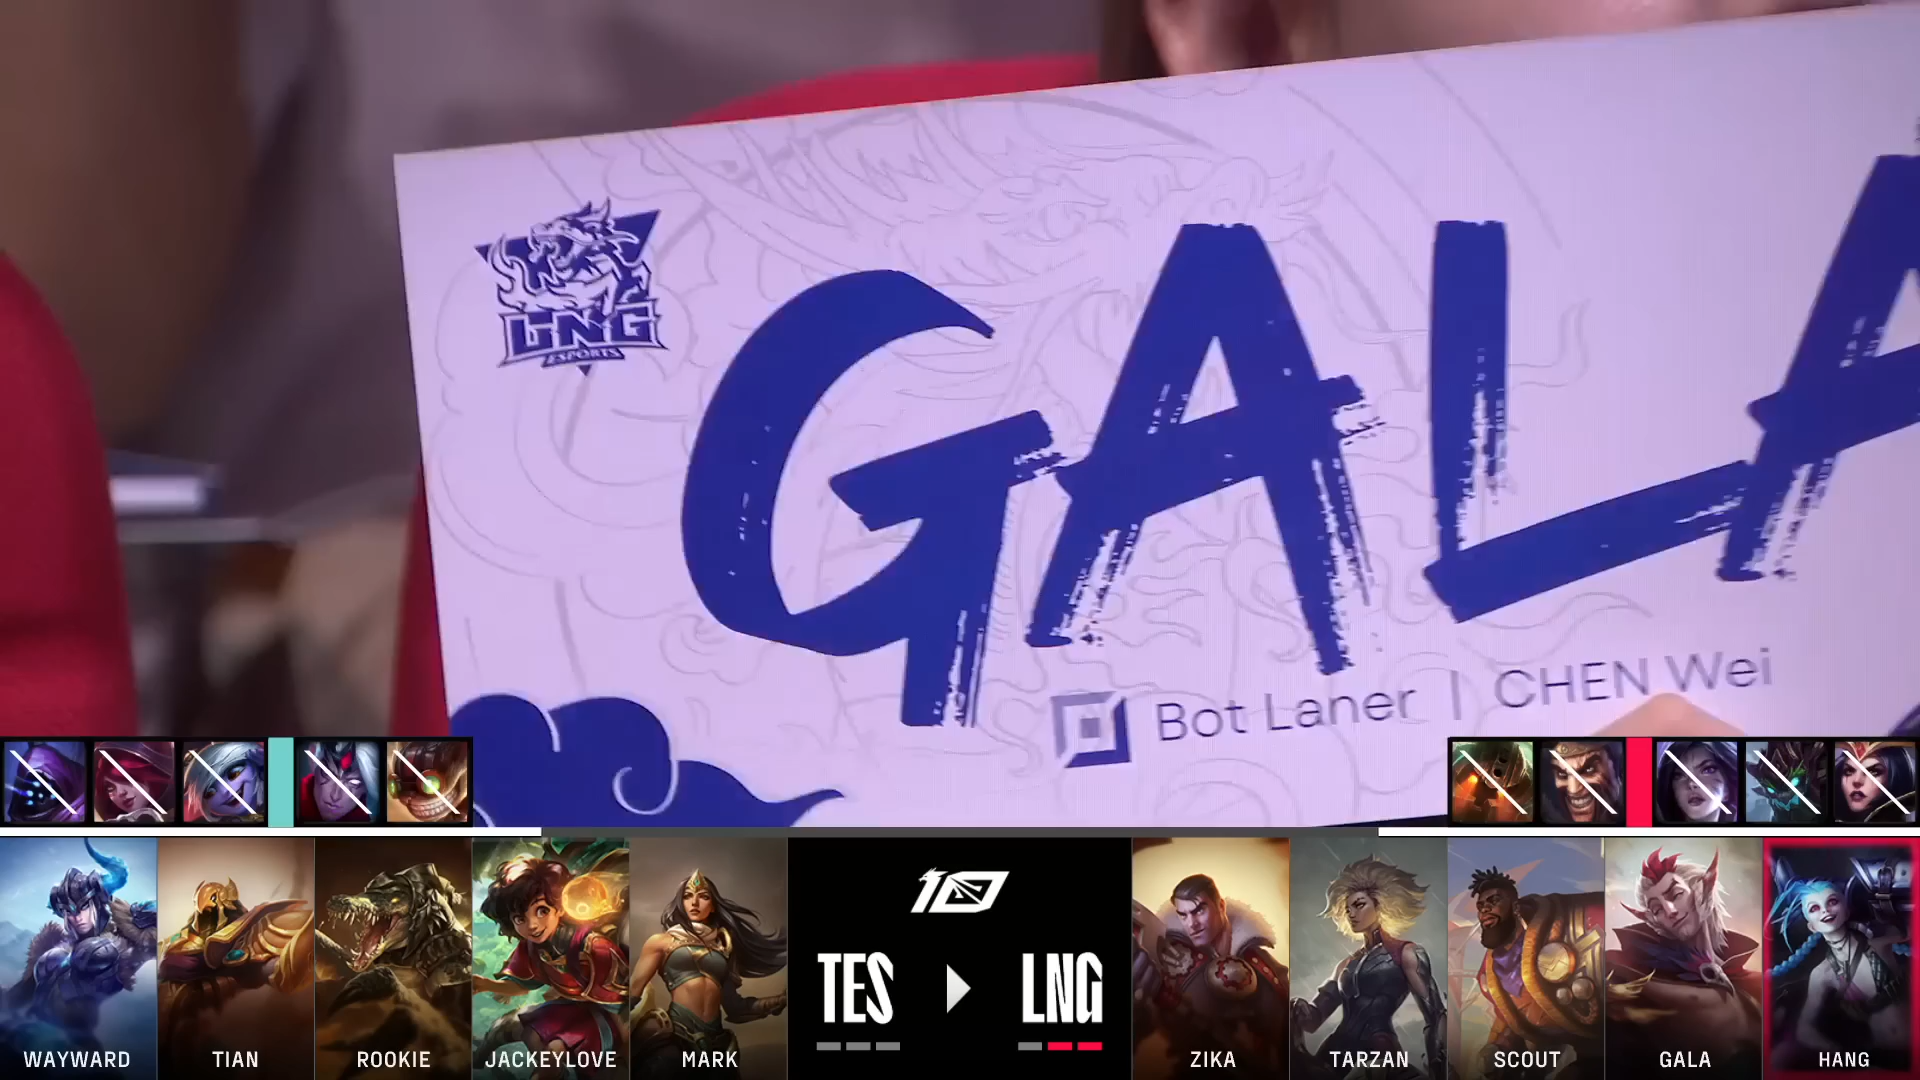 LNG
ESPORTS
GALA
Bot Laner | CHEN Wei
TES
LNG
WAYWARD
TIAN
ROOKIE
JACKEYLOVE
MARK
ZIKA
TARZAN
SCOUT
GALA
HANG